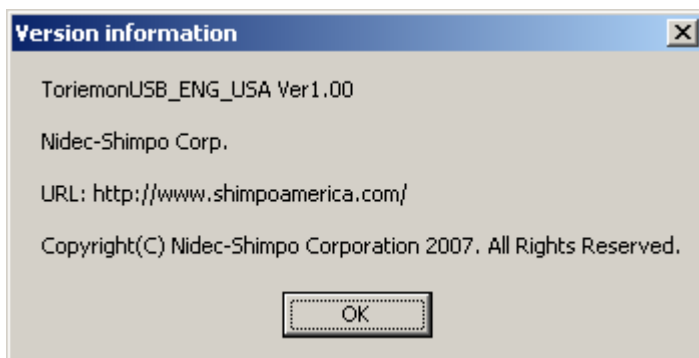 Version information
ToriemonUSB_ENG_USA Ver1.00
Nidec-Shimpo Corp.
URL: http://www.shimpoamerica.com/
Copyright(C) Nidec-Shimpo Corporation 2007. All Rights Reserved.
OK